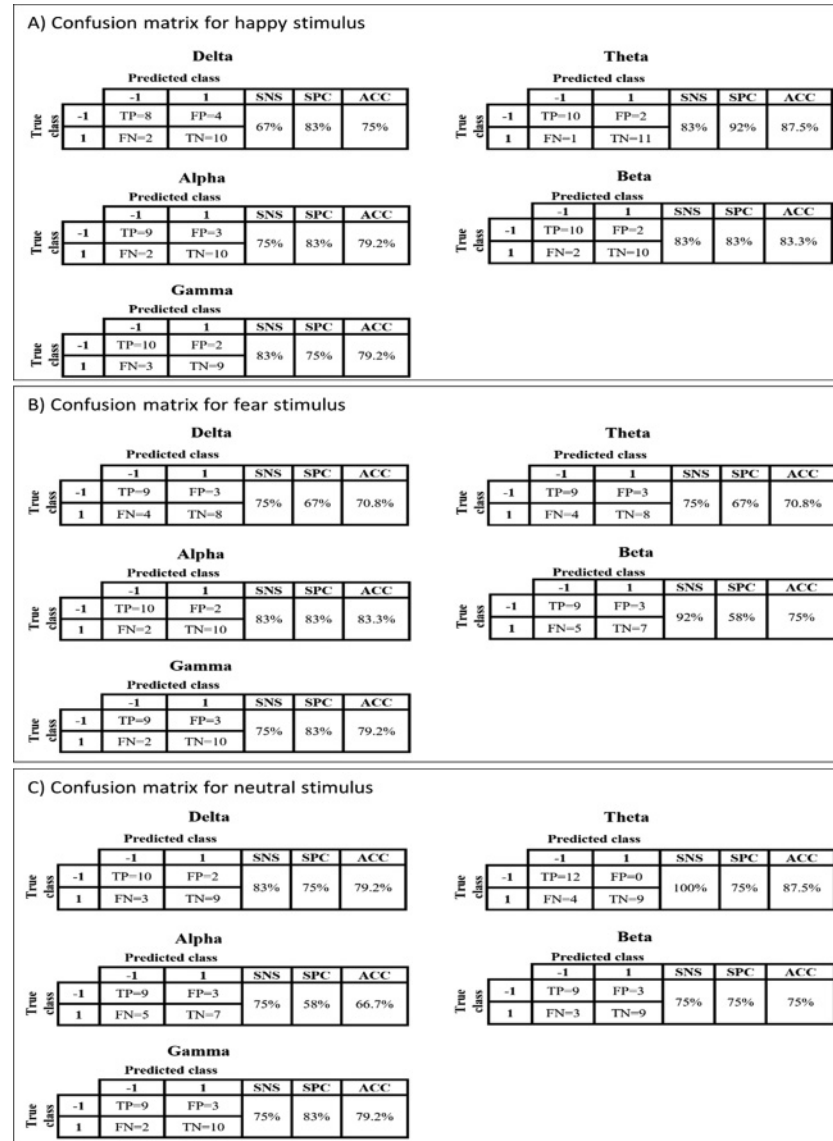 A) Confusion matrix for happy stimulus
Delta
Predicted class
-1 1 SNS SPC ACC
True class
-1 TP=8 FP=4 67% 83% 75%
1 FN=2 TN=10
Theta
Predicted class
-1 1 SNS SPC ACC
True class
-1 TP=10 FP=2 83% 92% 87.5%
1 FN=1 TN=11
Alpha
Predicted class
-1 1 SNS SPC ACC
True class
-1 TP=9 FP=3 75% 83% 79.2%
1 FN=2 TN=10
Beta
Predicted class
-1 1 SNS SPC ACC
True class
-1 TP=10 FP=2 83% 83% 83.3%
1 FN=2 TN=10
Gamma
Predicted class
-1 1 SNS SPC ACC
True class
-1 TP=10 FP=2 83% 75% 79.2%
1 FN=3 TN=9
B) Confusion matrix for fear stimulus
Delta
Predicted class
-1 1 SNS SPC ACC
True class
-1 TP=9 FP=3 75% 67% 70.8%
1 FN=4 TN=8
Theta
Predicted class
-1 1 SNS SPC ACC
True class
-1 TP=9 FP=3 75% 67% 70.8%
1 FN=4 TN=8
Alpha
Predicted class
-1 1 SNS SPC ACC
True class
-1 TP=10 FP=2 83% 83% 83.3%
1 FN=2 TN=10
Beta
Predicted class
-1 1 SNS SPC ACC
True class
-1 TP=9 FP=3 92% 58% 75%
1 FN=5 TN=7
Gamma
Predicted class
-1 1 SNS SPC ACC
True class
-1 TP=9 FP=3 75% 83% 79.2%
1 FN=2 TN=10
C) Confusion matrix for neutral stimulus
Delta
Predicted class
-1 1 SNS SPC ACC
True class
-1 TP=10 FP=2 83% 75% 79.2%
1 FN=3 TN=9
Theta
Predicted class
-1 1 SNS SPC ACC
True class
-1 TP=12 FP=0 100% 75% 87.5%
1 FN=4 TN=9
Alpha
Predicted class
-1 1 SNS SPC ACC
True class
-1 TP=9 FP=3 75% 58% 66.7%
1 FN=5 TN=7
Beta
Predicted class
-1 1 SNS SPC ACC
True class
-1 TP=9 FP=3 75% 75% 75%
1 FN=3 TN=9
Gamma
Predicted class
-1 1 SNS SPC ACC
True class
-1 TP=9 FP=3 75% 83% 79.2%
1 FN=2 TN=10